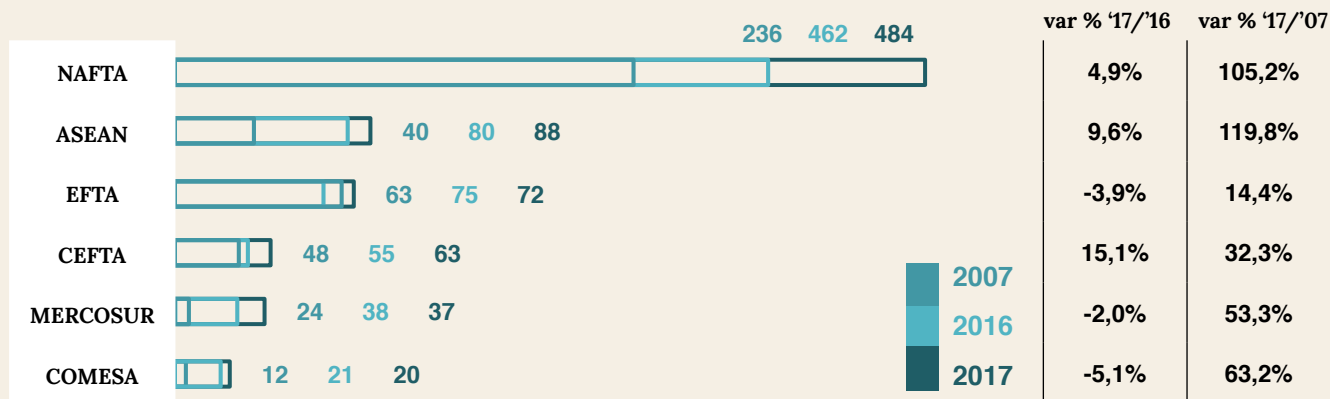 var % ‘17/’16 var % ‘17/’07
236 462 484
NAFTA 4,9% 105,2%
ASEAN 40 80 88 9,6% 119,8%
EFTA 63 75 72 -3,9% 14,4%
CEFTA 48 55 63 15,1% 32,3%
2007
MERCOSUR 24 38 37 -2,0% 53,3%
2016
COMESA 12 21 20 -5,1% 63,2%
2017